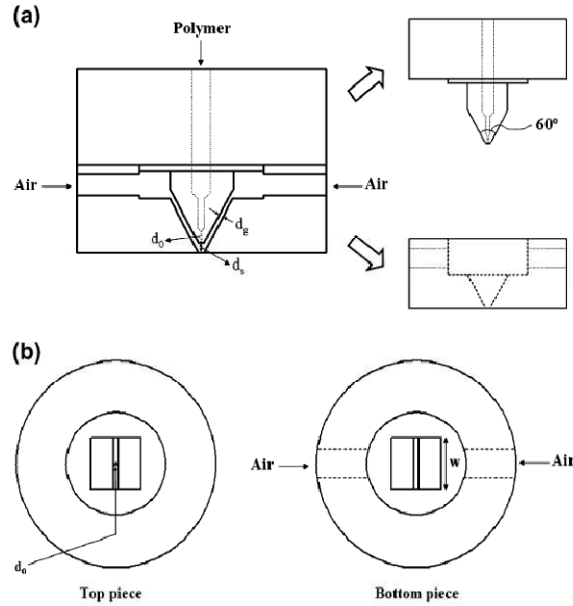 (a)
Polymer
60°
Air
Air
dg
d0
ds
(b)
Air
W
Air
d0
Top piece
Bottom piece